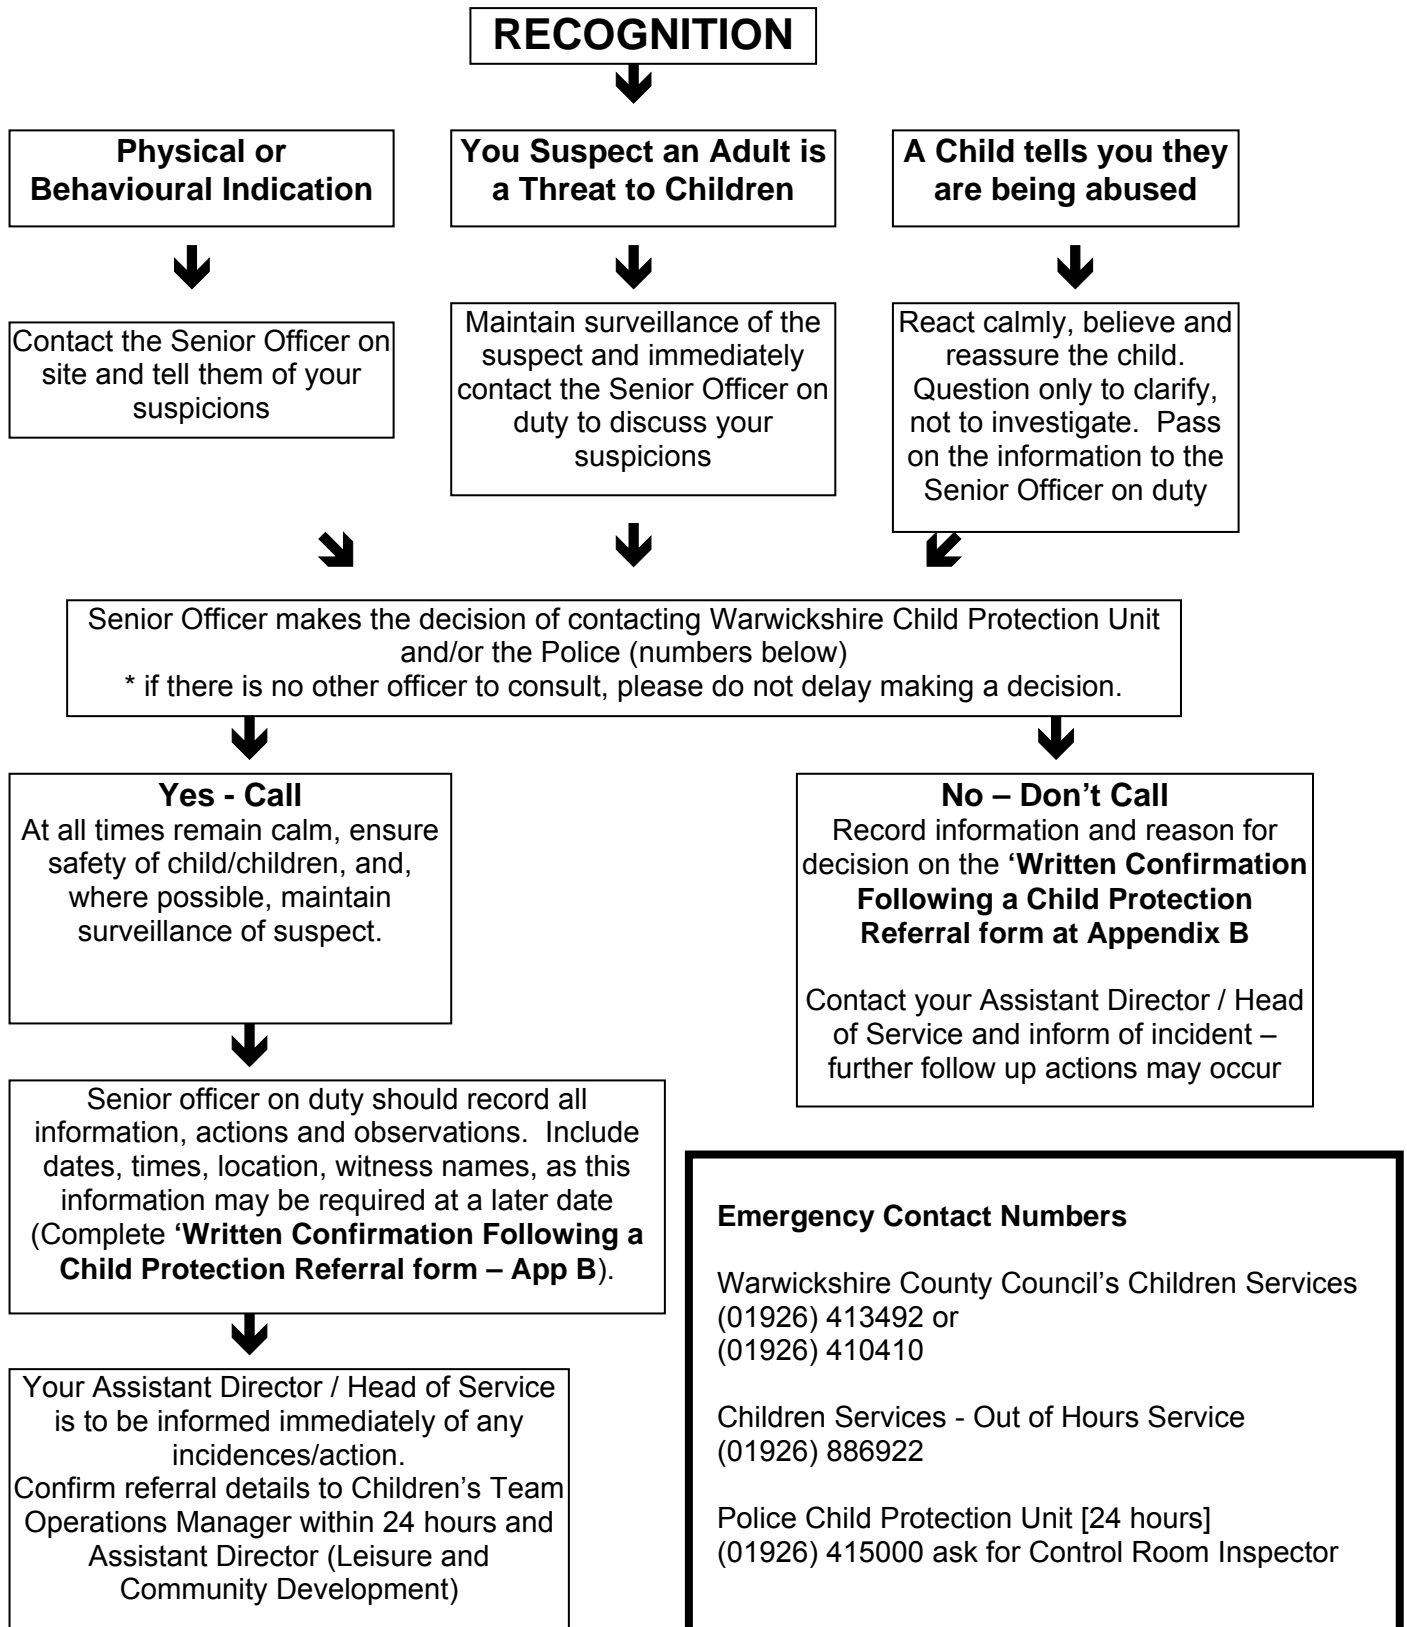 RECOGNITION
Physical or
Behavioural Indication
You Suspect an Adult is
a Threat to Children
A Child tells you they
are being abused
Contact the Senior Officer on
site and tell them of your
suspicions
Maintain surveillance of the
suspect and immediately
contact the Senior Officer on
duty to discuss your
suspicions
React calmly, believe and
reassure the child.
Question only to clarify,
not to investigate.  Pass
on the information to the
Senior Officer on duty
Senior Officer makes the decision of contacting Warwickshire Child Protection Unit
and/or the Police (numbers below)
* if there is no other officer to consult, please do not delay making a decision.
Yes - Call
At all times remain calm, ensure
safety of child/children, and,
where possible, maintain
surveillance of suspect.
No – Don’t Call
Record information and reason for
decision on the ‘Written Confirmation
Following a Child Protection
Referral form at Appendix B
Contact your Assistant Director / Head
of Service and inform of incident –
further follow up actions may occur
Senior officer on duty should record all
information, actions and observations.  Include
dates, times, location, witness names, as this
information may be required at a later date
(Complete ‘Written Confirmation Following a
Child Protection Referral form – App B).
Your Assistant Director / Head of Service
is to be informed immediately of any
incidences/action.
Confirm referral details to Children’s Team
Operations Manager within 24 hours and
Assistant Director (Leisure and
Community Development)
Emergency Contact Numbers
Warwickshire County Council’s Children Services
(01926) 413492 or
(01926) 410410
Children Services - Out of Hours Service
(01926) 886922
Police Child Protection Unit [24 hours]
(01926) 415000 ask for Control Room Inspector